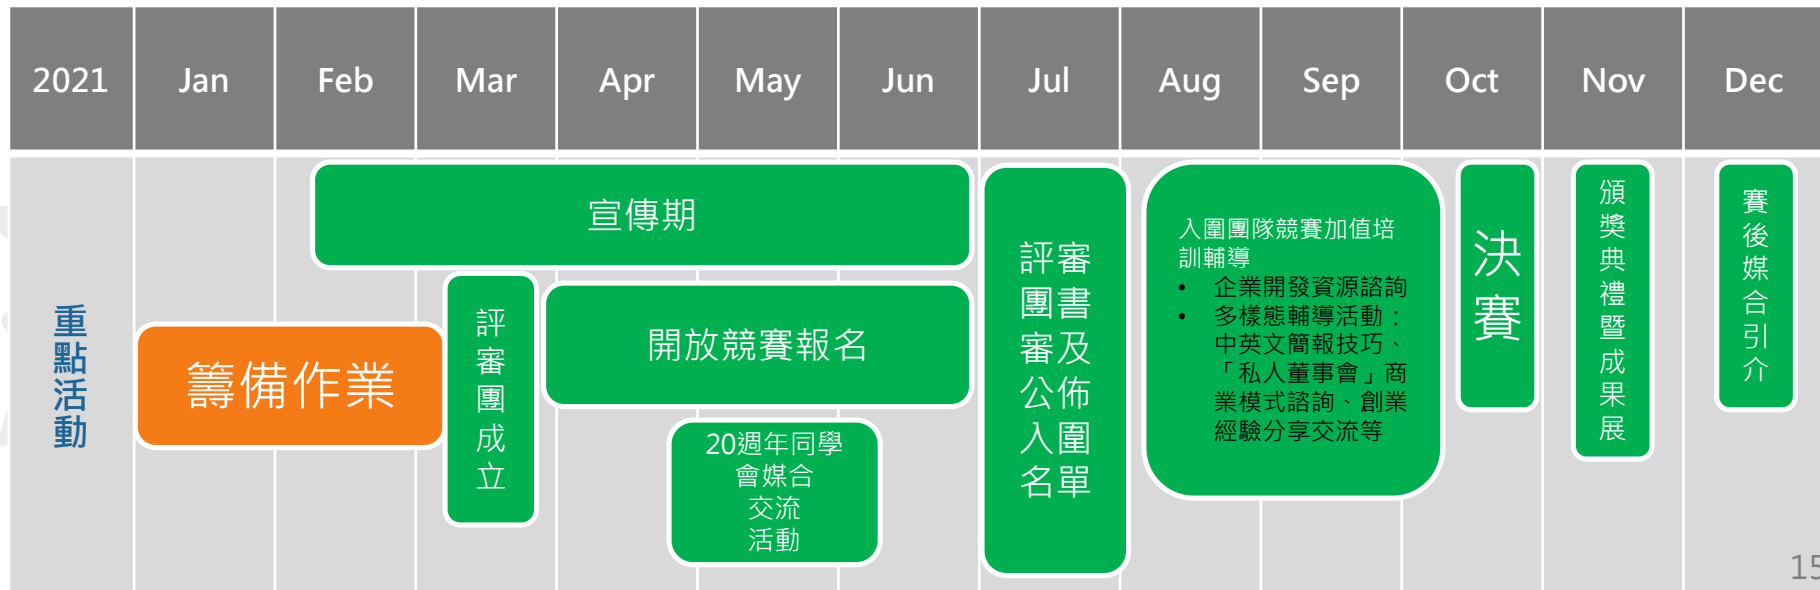 2021 Jan Feb Mar Apr May Jun Jul Aug Sep Oct Nov Dec
重點活動
籌備作業
宣傳期
評審團成立
開放競賽報名
20週年同學
會媒合
交流
活動
評審
團書
審及
公佈
入圍
名單
入圍團隊競賽加值培
訓輔導
• 企業開發資源諮詢
• 多樣態輔導活動：
中英文簡報技巧、
「私人董事會」商
業模式諮詢、創業
經驗分享交流等
決賽
頒獎典禮暨成果展
賽後媒合引介
15